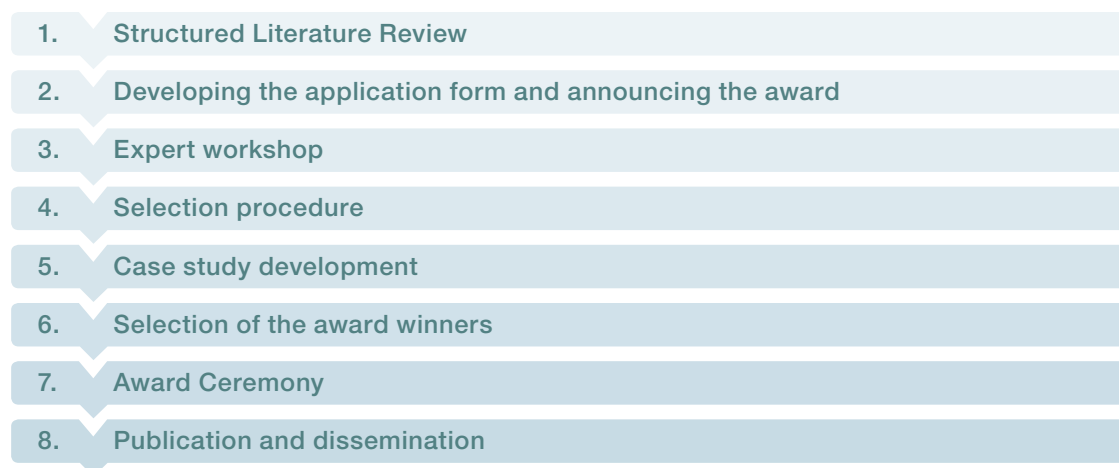 1. Structured Literature Review
2. Developing the application form and announcing the award
3. Expert workshop
4. Selection procedure
5. Case study development
6. Selection of the award winners
7. Award Ceremony
8. Publication and dissemination